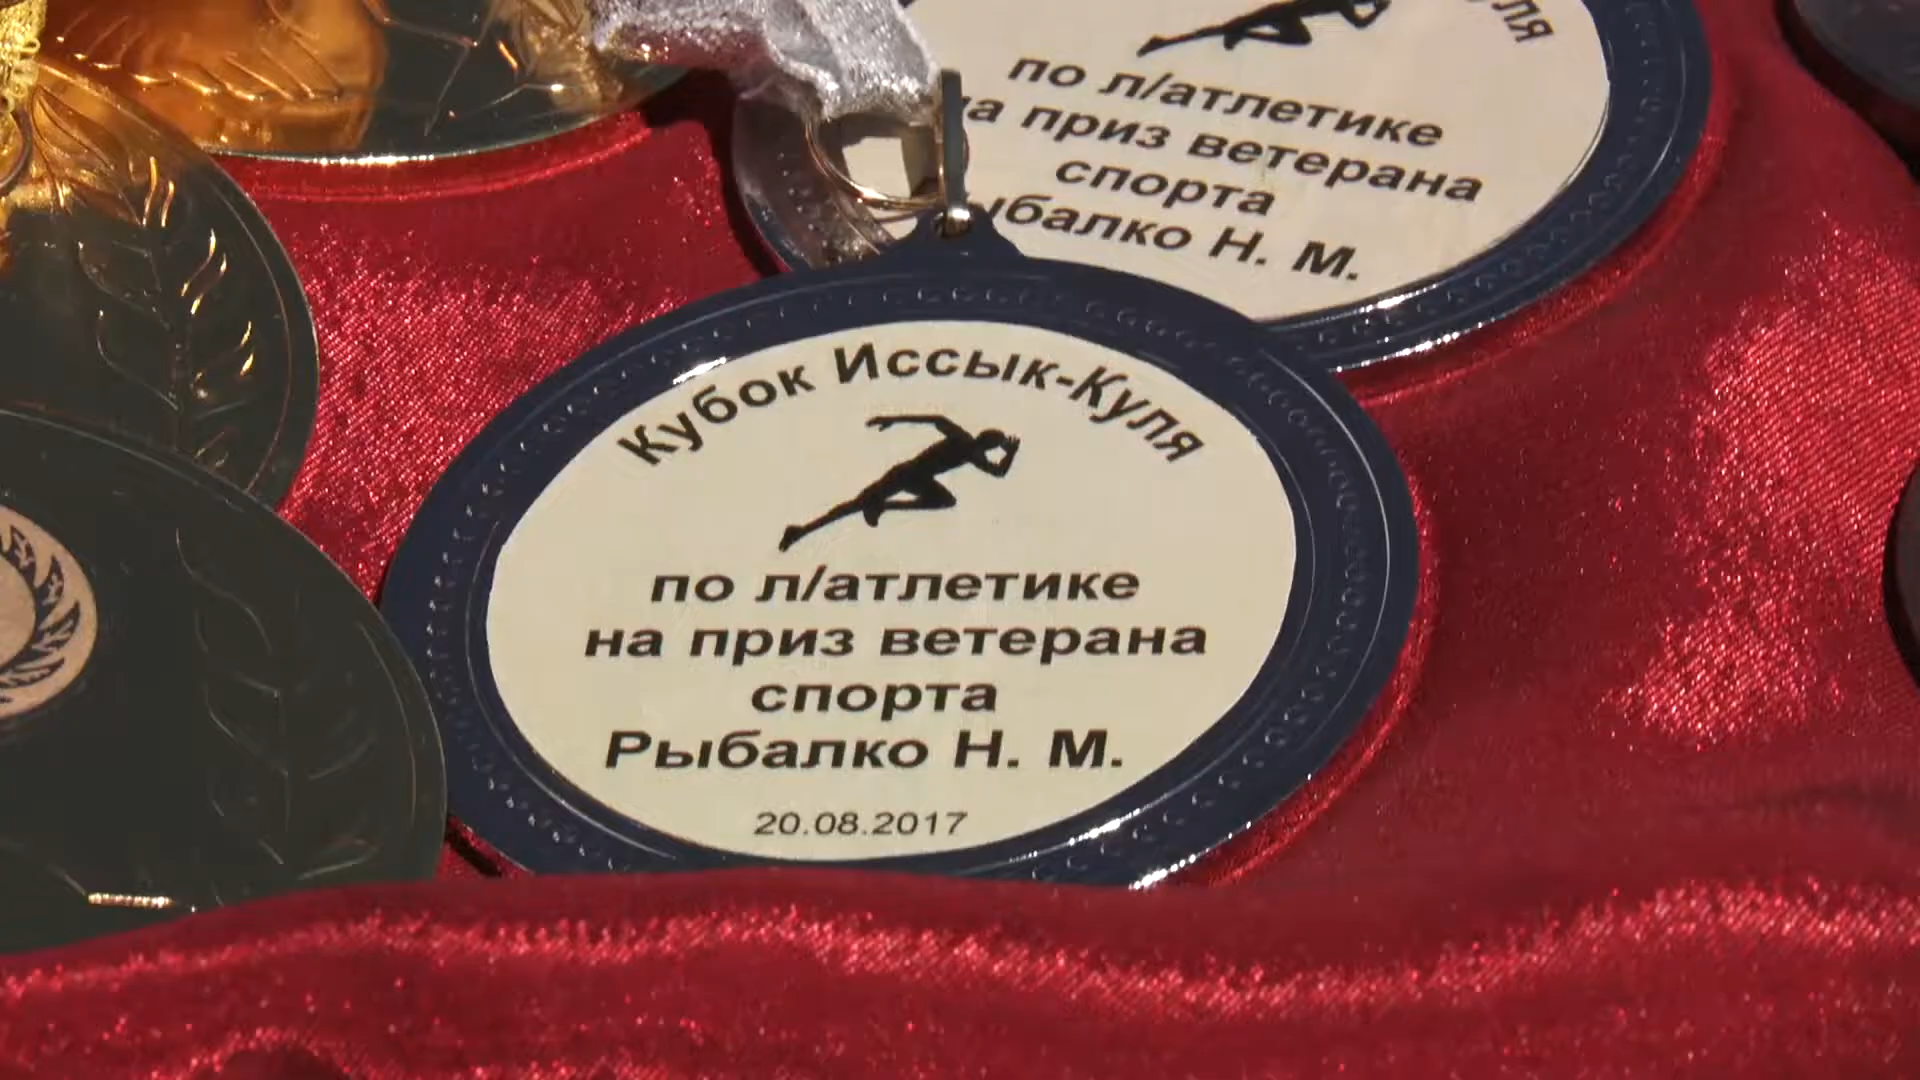 по л/атлетике
на приз ветерана
спорта
Рыбалко Н. М.
Кубок Иссык-Куля
по л/атлетике
на приз ветерана
спорта
Рыбалко Н. М.
20.08.2017